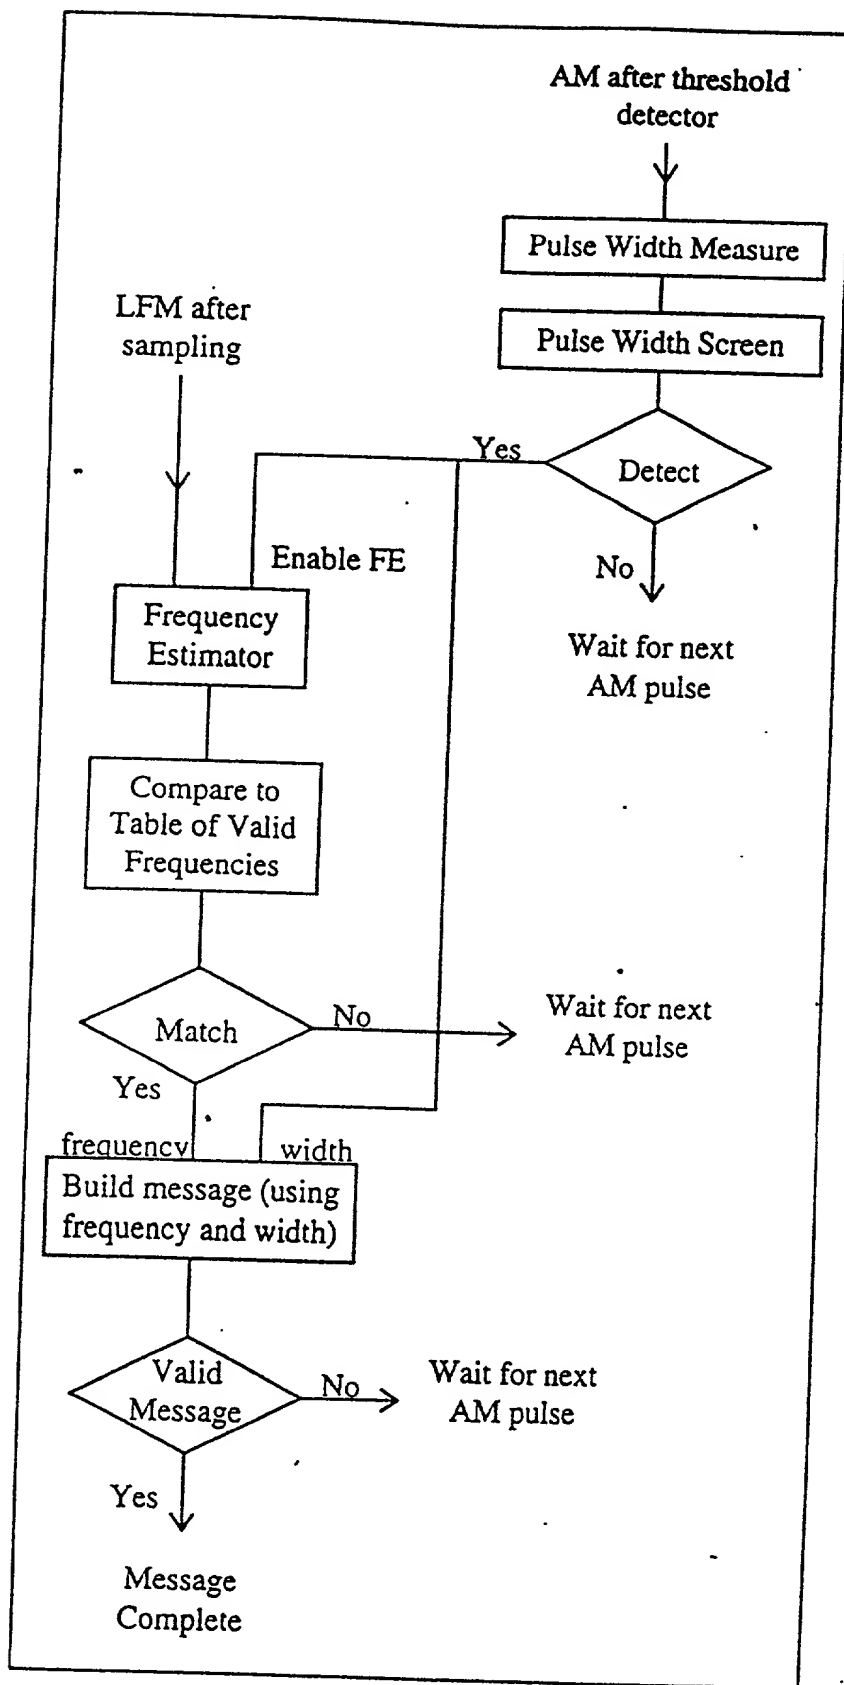 AM after threshold
detector
Pulse Width Measure
LFM after
sampling
Pulse Width Screen
Yes
Detect
Enable FE
No
Frequency
Estimator
Wait for next
AM pulse
Compare to
Table of Valid
Frequencies
Match
No
Wait for next
AM pulse
Yes
frequency
width
Build message (using
frequency and width)
Valid
Message
No
Wait for next
AM pulse
Yes
Message
Complete